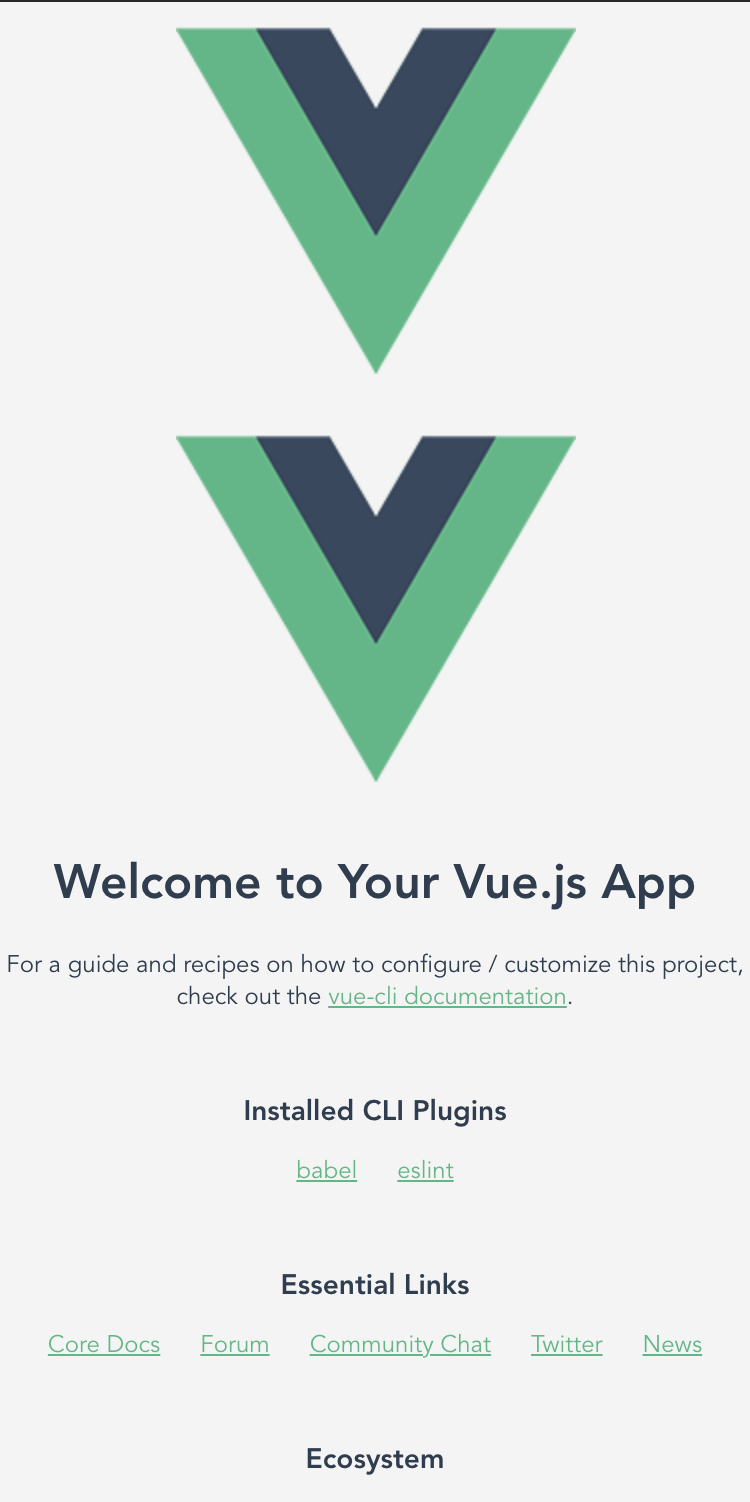 Welcome to Your Vue.js App
For a guide and recipes on how to configure / customize this project,
check out the vue-cli documentation.
Installed CLI Plugins
babel eslint
Essential Links
Core Docs Forum Community Chat Twitter News
Ecosystem